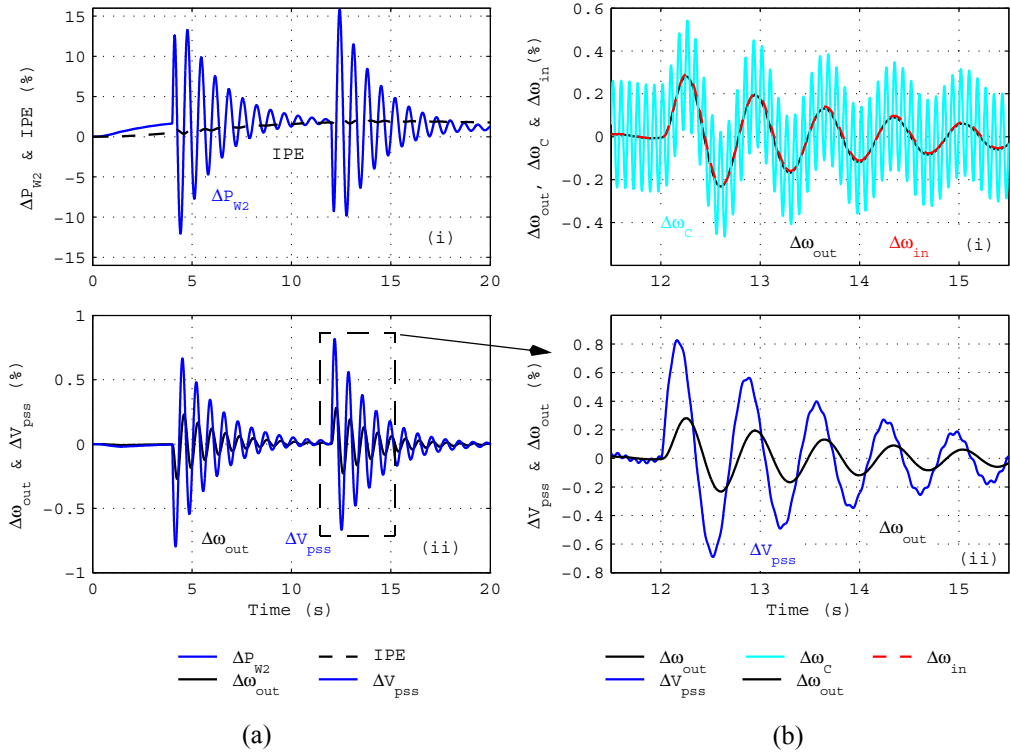 ΔP_W2 & IPE (%)
15
10
5
0
-5
-10
-15
IPE
ΔP_W2
(i)
0 5 10 15 20
Δω_out & ΔV_pss (%)
1
0.5
0
-0.5
-1
Δω_out ΔV_pss (ii)
0 5 10 15 20
Time (s)
ΔP_W2 IPE
Δω_out ΔV_pss
(a)
Δω_out, Δω_C & Δω_in (%)
0.6
0.4
0.2
0
-0.2
-0.4
Δω_C Δω_out Δω_in (i)
12 13 14 15
ΔV_pss & Δω_out (%)
0.8
0.6
0.4
0.2
0
-0.2
-0.4
-0.6
-0.8
ΔV_pss Δω_out (ii)
12 13 14 15
Time (s)
Δω_out Δω_C Δω_in
ΔV_pss Δω_out
(b)